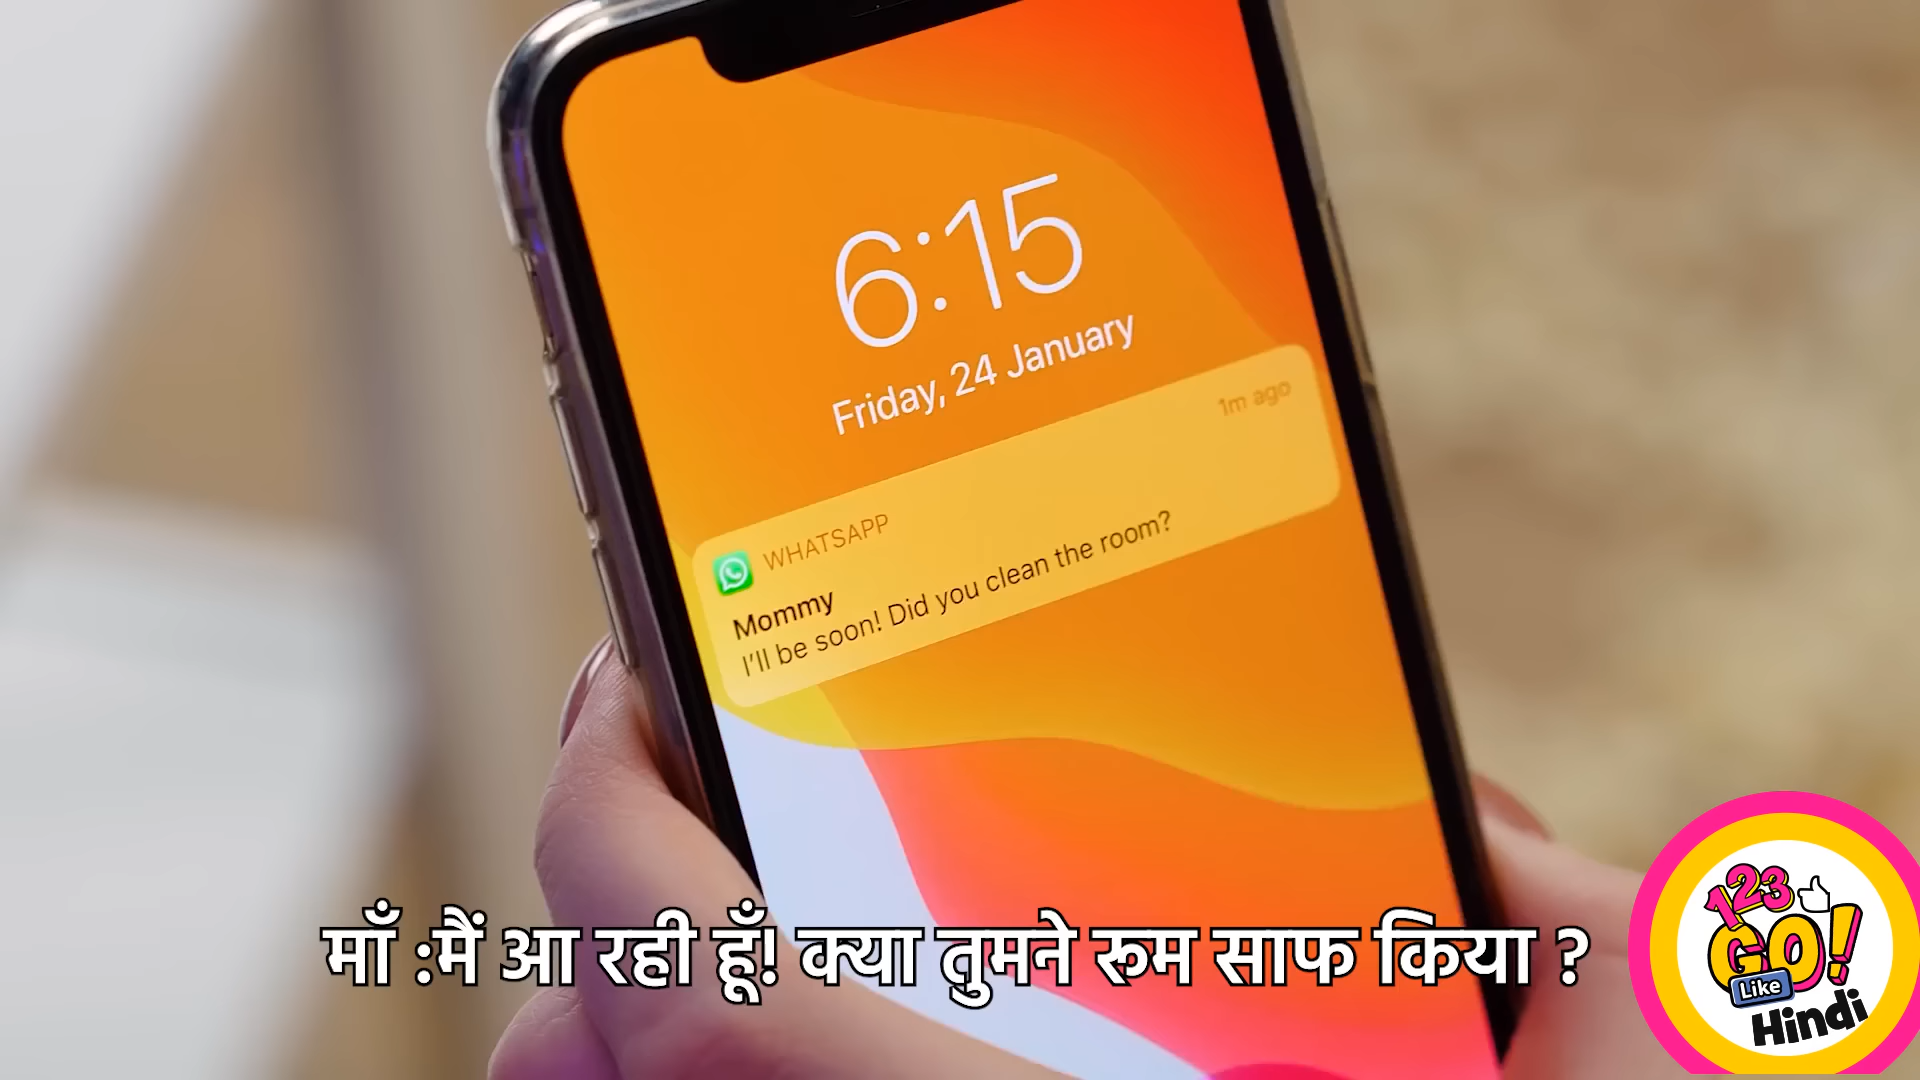 6:15
Friday, 24 January
1m ago
WHATSAPP
Mommy
I'll be soon! Did you clean the room?
माँ :मैं आ रही हूँ! क्या तुमने रूम साफ किया ?
123
GO!
Like
Hindi